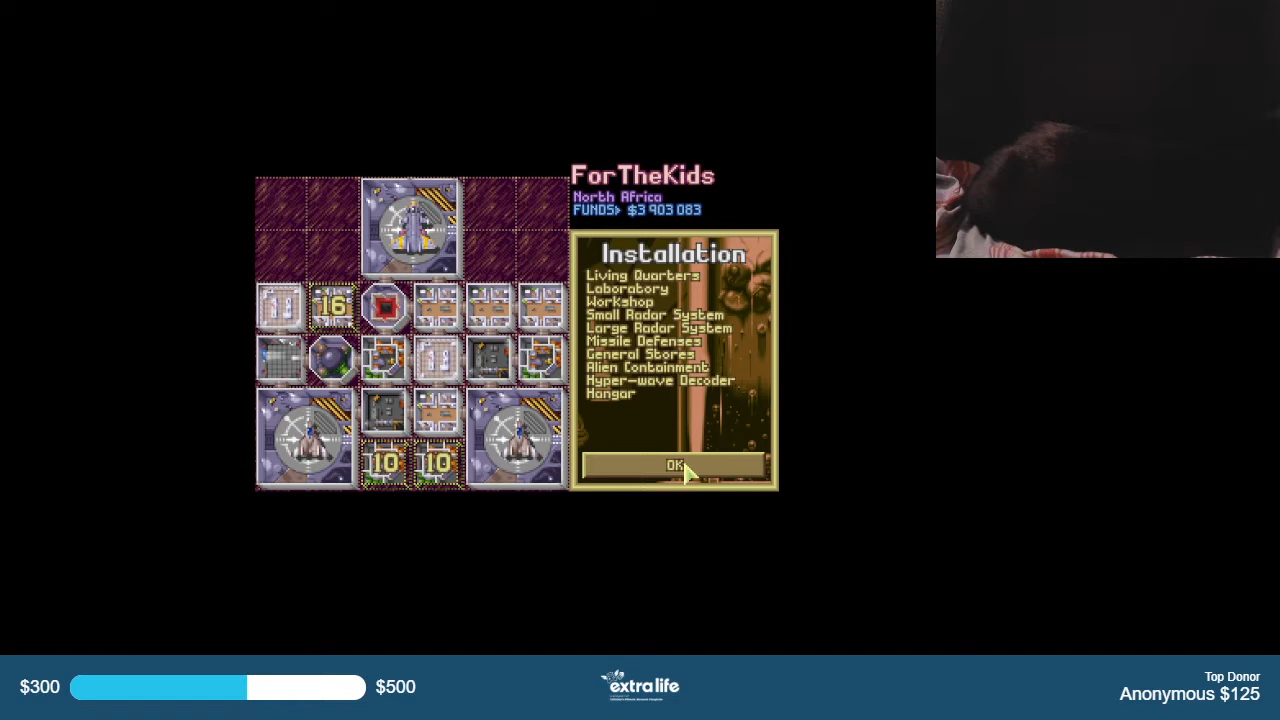 ForTheKids
North Africa
FUNDS> $3 903 083
Installation
Living Quarters
Laboratory
Workshop
Small Radar System
Large Radar System
Missile Defenses
General Stores
Alien Containment
Hyper-wave Decoder
Hangar
OK
16
10
10
$300
$500
extralife
Top Donor
Anonymous $125